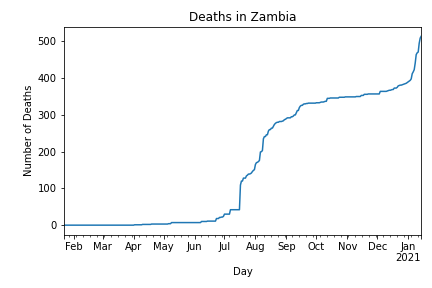 Deaths in Zambia
500
400
300
200
100
0
Number of Deaths
Feb Mar Apr May Jun Jul Aug Sep Oct Nov Dec Jan
2021
Day